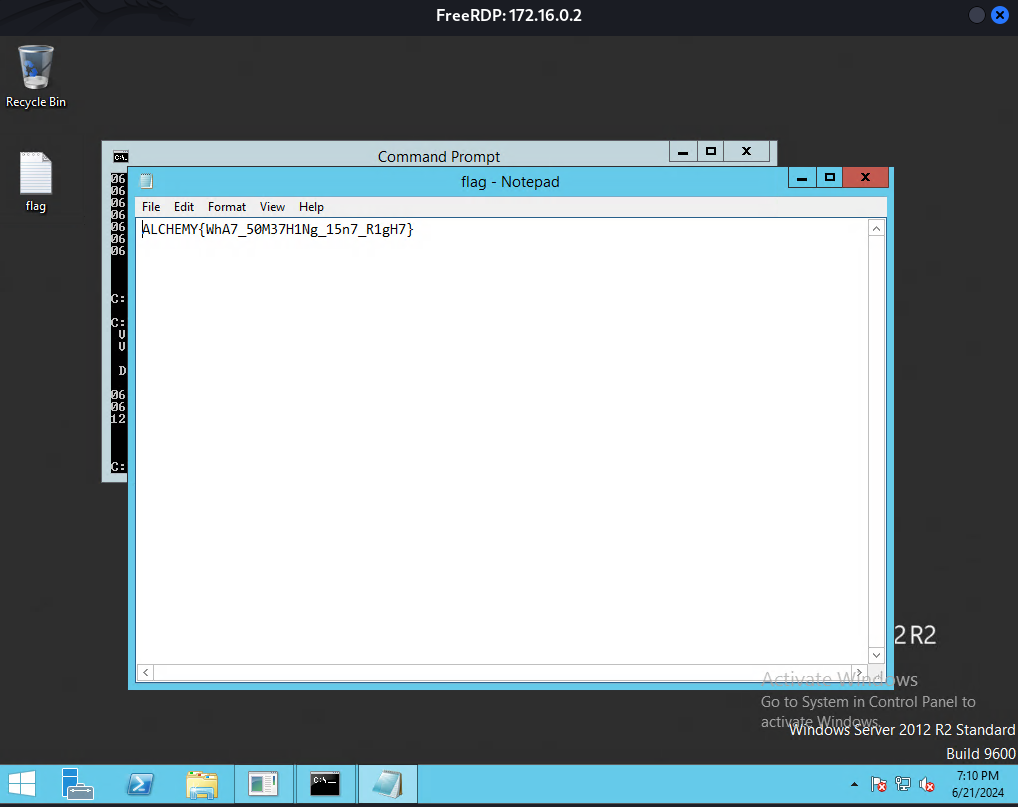 FreeRDP: 172.16.0.2
Recycle Bin
flag
Command Prompt
06
06
06
06
06
06
06
C:
C:
V
V
D
06
06
12
C:
flag - Notepad
File Edit Format View Help
ALCHEMY{WhA7_50M37H1Ng_15n7_R1gH7}
2 R2
Activate Windows
Go to System in Control Panel to
activate Windows.
Windows Server 2012 R2 Standard
Build 9600
7:10 PM
6/21/2024